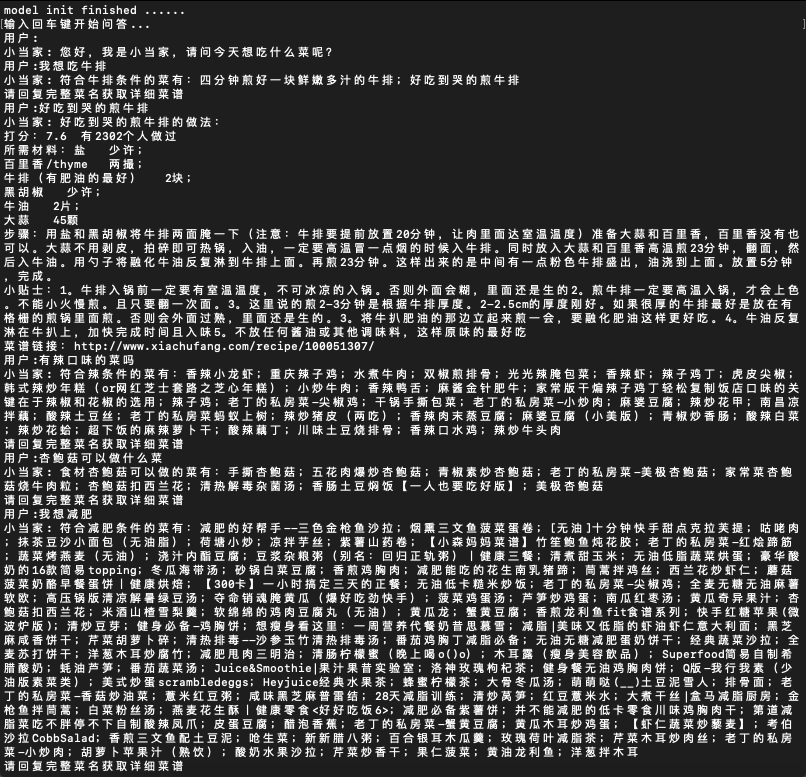 model init finished ......
输入回车键开始问答...
用户:
小当家: 您好, 我是小当家, 请问今天想吃什么菜呢?
用户:我想吃牛排
小当家: 符合牛排条件的菜有: 四分钟煎好一块鲜嫩多汁的牛排; 好吃到哭的煎牛排
请回复完整菜名获取详细菜谱
用户:好吃到哭的煎牛排
小当家: 好吃到哭的煎牛排的做法:
打分: 7.6 有2302个人做过
所需材料: 盐 少许;
百里香/thyme 两撮;
牛排 (有肥油的最好) 2块;
黑胡椒 少许;
牛油 2片;
大蒜 45颗
步骤: 用盐和黑胡椒将牛排两面腌一下 (注意: 牛排要提前放置20分钟, 让肉里面达室温温度) 准备大蒜和百里香, 百里香没有也
可以。大蒜不用剥皮, 拍碎即可热锅, 入油, 一定要高温冒一点烟的时候入牛排。同时放入大蒜和百里香高温煎23分钟, 翻面, 然
后入牛油。用勺子将融化牛油反复淋到牛排上面。再煎23分钟。这样出来的是中间有一点粉色牛排盛出, 油浇到上面。放置5分钟
, 完成。
小贴士: 1。牛排入锅前一定要有室温温度, 不可冰凉的入锅。否则外面会糊, 里面还是生的2。煎牛排一定要高温入锅, 才会上色
。不能小火慢煎。且只要翻一次面。3。这里说的煎2-3分钟是根据牛排厚度。2-2.5cm的厚度刚好。如果很厚的牛排最好是放在有
格栅的煎锅里面煎。否则会外面过熟, 里面还是生的。3。将牛扒肥油的那边立起来煎一会, 要融化肥油这样更好吃。4。牛油反复
淋在牛扒上, 加快完成时间且入味5。不放任何酱油或其他调味料, 这样原味的最好吃
菜谱链接: http://www.xiachufang.com/recipe/100051307/
用户:有辣口味的菜吗
小当家: 符合辣条件的菜有: 香辣小龙虾; 重庆辣子鸡; 水煮牛肉; 双椒煎排骨; 光光辣腌包菜; 香辣虾; 辣子鸡丁; 虎皮尖椒;
韩式辣炒年糕 (or网红芝士套路之芝心年糕) ; 小炒牛肉; 香辣鸭舌; 麻酱金针肥牛; 家常版干煸辣子鸡丁轻松复制饭店口味的关
键在于辣椒和花椒的选用; 辣子鸡; 老丁的私房菜-尖椒鸡; 干锅手撕包菜; 老丁的私房菜-小炒肉; 麻婆豆腐; 辣炒花甲; 南昌凉
拌藕; 酸辣土豆丝; 老丁的私房菜蚂蚁上树; 辣炒猪皮 (两吃) ; 香辣肉末蒸豆腐; 麻婆豆腐 (小美版) ; 青椒炒香肠; 酸辣白菜
; 辣炒花蛤; 超下饭的麻辣萝卜干; 酸辣藕丁; 川味土豆烧排骨; 香辣口水鸡; 辣炒牛头肉
请回复完整菜名获取详细菜谱
用户:杏鲍菇可以做什菜
小当家: 食材杏鲍菇可以做的菜有: 手撕杏鲍菇; 五花肉爆炒杏鲍菇; 青椒素炒杏鲍菇; 老丁的私房菜-美极杏鲍菇; 家常菜杏鲍
菇烧牛肉粒; 杏鲍菇扣西兰花; 清热解毒杂菌汤; 香肠土豆焖饭【一人也要吃好版】; 美极杏鲍菇
请回复完整菜名获取详细菜谱
用户:我想减肥
小当家: 符合减肥条件的菜有: 减肥的好帮手--三色金枪鱼沙拉; 烟熏三文鱼菠菜蛋卷; [无油]十分钟快手甜点克拉芙提; 咕咾肉
; 抹茶豆沙小面包 (无油脂) ; 荷塘小炒; 凉拌芋丝; 紫薯山药卷; 【小森妈妈菜谱】竹笙鲍鱼炖花胶; 老丁的私房菜-红烩蹄筋
; 蔬菜烤燕麦 (无油) ; 浇汁内酯豆腐; 豆浆杂粮粥 (别名: 回归正轨粥) | 健康三餐; 清煮甜玉米; 无油低脂蔬菜烘蛋; 豪华酸
奶的16款简易topping; 冬瓜海带汤; 砂锅白菜豆腐; 香煎鸡胸肉; 减肥能吃的花生南乳猪蹄; 茼蒿拌鸡丝; 西兰花炒虾仁; 蘑菇
菠菜奶酪早餐蛋饼 | 健康烘焙; 【300卡】一小时搞定三天的正餐; 无油低卡糙米炒饭; 老丁的私房菜-尖椒鸡; 全麦无糖无油麻薯
软欧; 高压锅版清凉解暑绿豆汤; 夺命销魂腌黄瓜 (爆好吃劲快手) ; 菠菜鸡蛋汤; 芦笋炒鸡蛋; 南瓜红枣汤; 黄瓜奇异果汁; 杏
鲍菇扣西兰花; 米酒山楂雪梨羹; 软绵绵的鸡肉豆腐丸 (无油) ; 黄瓜龙; 蟹黄豆腐; 香煎龙利鱼fit食谱系列; 快手红糖苹果(微
波炉版); 清炒豆芽; 健身必备-鸡胸饼; 想瘦身看这里: 一周营养代餐奶昔思慕雪; 减脂|美味又低脂的虾油虾仁意大利面; 黑芝
麻咸香饼干; 芹菜胡萝卜碎; 清热排毒--沙参玉竹清热排毒汤; 番茄鸡胸丁减脂必备, 无油无糖减肥蛋奶饼干; 经典蔬菜沙拉; 全
麦苏打饼干; 洋葱木耳炒腐竹; 减肥甩肉三明治; 清肠柠檬蜜 (晚上喝o()o) ; 木耳露 (瘦身美容饮品) ; Superfood简易自制希
腊酸奶; 蚝油芦笋; 番茄蔬菜汤; Juice&Smoothie|果汁果昔实验室; 洛神玫瑰枸杞茶; 健身餐无油鸡胸肉饼; Q版-我行我素 (少
油版素菜类) ; 美式炒蛋scrambledeggs; Heyjuice经典水果茶; 蜂蜜柠檬茶; 大骨冬瓜汤; 萌萌哒(__)土豆泥雪人; 排骨面; 老
丁的私房菜-香菇炒油菜; 薏米红豆粥; 咸味黑芝麻普雷结; 28天减脂训练; 清炒莴笋; 红豆薏米水; 大煮干丝|盒马减脂厨房; 金
枪鱼拌茼蒿; 白菜粉丝汤; 燕麦花生酥 | 健康零食<好好吃饭6>; 减肥必备紫薯饼; 并不能减肥的低卡零食川味鸡胸肉干; 第道减
脂菜吃不胖停不下自制酸辣凤爪; 皮蛋豆腐; 醋泡香蕉; 老丁的私房菜-蟹黄豆腐; 黄瓜木耳炒鸡蛋; 【虾仁蔬菜炒藜麦】; 考伯
沙拉CobbSalad; 香煎三文鱼配土豆泥; 呛生菜; 新新腊八粥; 百合银耳木瓜羹; 玫瑰荷叶减脂茶; 芹菜木耳炒肉丝; 老丁的私房
菜-小炒肉; 胡萝卜苹果汁 (熟饮) ; 酸奶水果沙拉; 芹菜炒香干; 果仁菠菜; 黄油龙利鱼; 洋葱拌木耳
请回复完整菜名获取详细菜谱